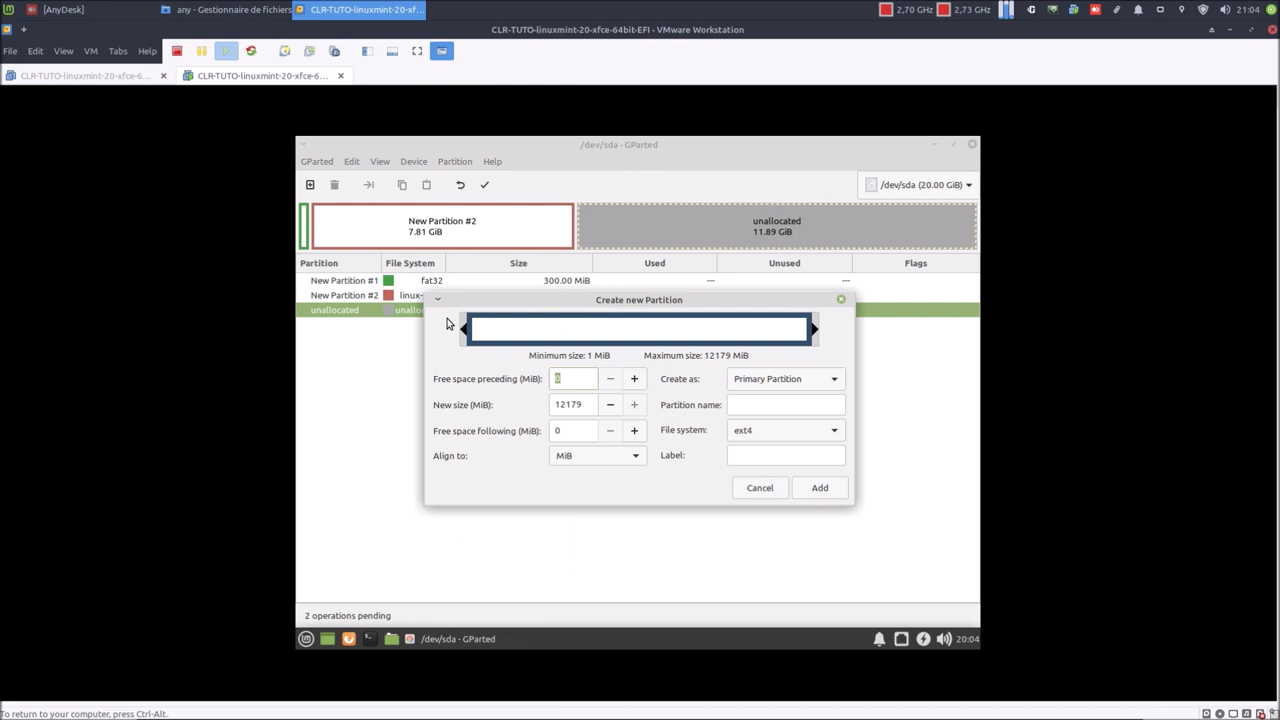 [AnyDesk] any - Gestionnaire de fichiers CLR-TUTO-linuxmint-20-xfce-6... 2,70 GHz 2,73 GHz 21:04
CLR-TUTO-linuxmint-20-xfce-64bit-EFI - VMware Workstation
File Edit View VM Tabs Help
CLR-TUTO-linuxmint-20-xfce-6... CLR-TUTO-linuxmint-20-xfce-6...
/dev/sda - GParted
GParted Edit View Device Partition Help
/dev/sda (20.00 GiB)
New Partition #2 unallocated
7.81 GiB 11.89 GiB
Partition File System Size Used Unused Flags
New Partition #1 fat32 300.00 MiB --- ---
New Partition #2 linux-
unallocated unalloc
Create new Partition
Minimum size: 1 MiB Maximum size: 12179 MiB
Free space preceding (MiB): 0 Create as: Primary Partition
New size (MiB): 12179 Partition name:
Free space following (MiB): 0 File system: ext4
Align to: MiB Label:
Cancel Add
2 operations pending
/dev/sda - GParted 20:04
To return to your computer, press Ctrl-Alt.